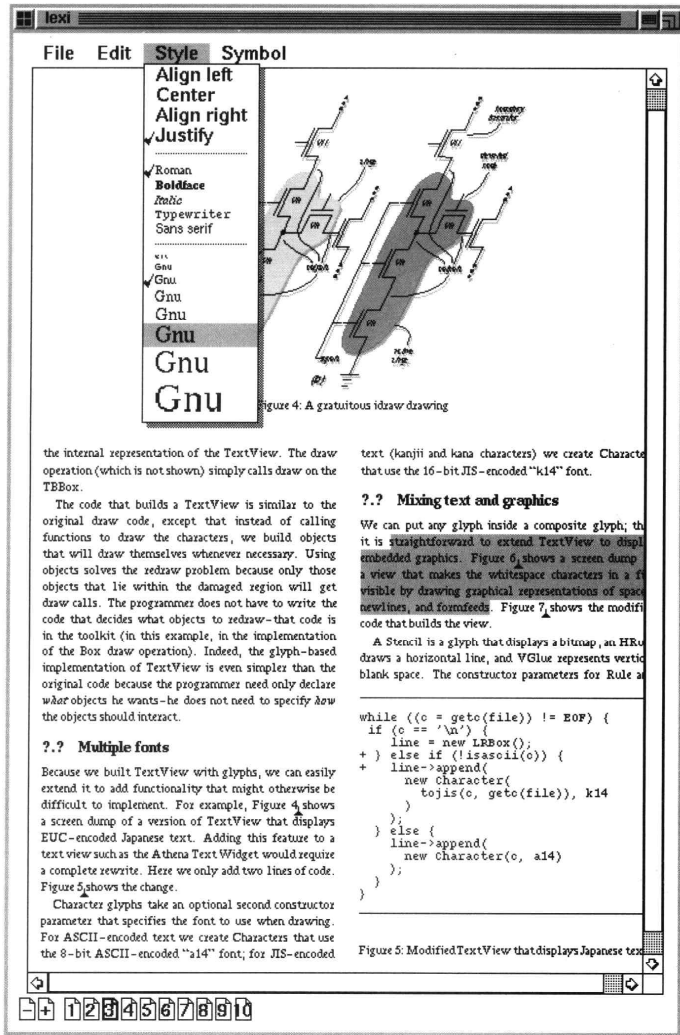 lexi
File Edit Style Symbol
Align left
Center
Align right
Justify
Roman
Boldface
Italic
Typewriter
Sans serif
Gnu
Gnu
Gnu
Gnu
Gnu
Gnu
Gnu
Figure 4: A gratuitous idraw drawing
the internal representation of the TextView. The draw
operation (which is not shown) simply calls draw on the
TBBox.
The code that builds a TextView is similar to the
original draw code, except that instead of calling
functions to draw the characters, we build objects
that will draw themselves whenever necessary. Using
objects solves the redraw problem because only those
objects that lie within the damaged region will get
draw calls. The programmer does not have to write the
code that decides what objects to redraw–that code is
in the toolkit (in this example, in the implementation
of the Box draw operation). Indeed, the glyph-based
implementation of TextView is even simpler than the
original code because the programmer need only declare
what objects he wants–he does not need to specify how
the objects should interact.
?.? Multiple fonts
Because we built TextView with glyphs, we can easily
extend it to add functionality that might otherwise be
difficult to implement. For example, Figure 4 shows
a screen dump of a version of TextView that displays
EUC-encoded Japanese text. Adding this feature to a
text view such as the Athena Text Widget would require
a complete rewrite. Here we only add two lines of code.
Figure 5 shows the change.
Character glyphs take an optional second constructor
parameter that specifies the font to use when drawing.
For ASCII-encoded text we create Characters that use
the 8-bit ASCII-encoded "a14" font; for JIS-encoded
text (kanjii and kana characters) we create Characte
that use the 16-bit JIS-encoded "k14" font.
?.? Mixing text and graphics
We can put any glyph inside a composite glyph; th
it is straightforward to extend TextView to displ
embedded graphics. Figure 6 shows a screen dump
a view that makes the whitespace characters in a fi
visible by drawing graphical representations of space
newlines, and formfeeds. Figure 7 shows the modifi
code that builds the view.
A Stencil is a glyph that displays a bitmap, an HRu
draws a horizontal line, and VGlue represents vertic
blank space. The constructor parameters for Rule a
while ((c = getc(file)) != EOF) {
if (c == '\n') {
line = new LRBox();
+ } else if (!isascii(c)) {
+ line->append(
new Character(
tojis(c, getc(file)), k14
)
);
} else {
line->append(
new Character(c, a14)
);
}
}
Figure 5: Modified TextView that displays Japanese tex
1 2 3 4 5 6 7 8 9 10